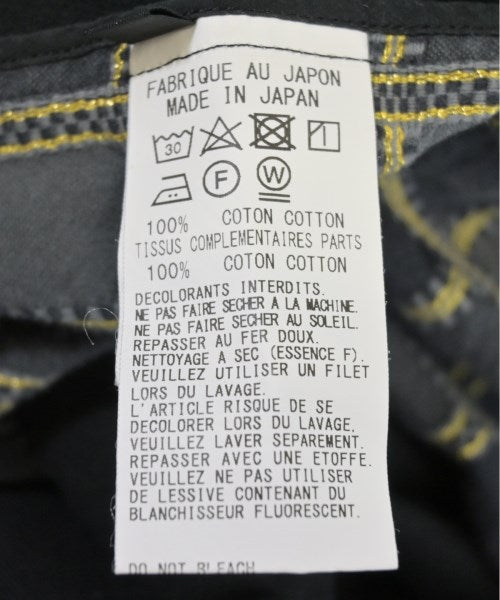 FABRIQUE AU JAPON
MADE IN JAPAN
30
F W
100% COTON COTTON
TISSUS COMPLEMENTAIRES PARTS
100% COTON COTTON
DECOLORANTS INTERDITS.
NE PAS FAIRE SECHER A LA MACHINE.
NE PAS FAIRE SECHER AU SOLEIL.
REPASSER AU FER DOUX.
NETTOYAGE A SEC (ESSENCE F).
VEUILLEZ UTILISER UN FILET
LORS DU LAVAGE.
L'ARTICLE RISQUE DE SE
DECOLORER LORS DU LAVAGE,
VEUILLEZ LAVER SEPAREMENT.
REPASSER AVEC UNE ETOFFE.
VEUILLEZ NE PAS UTILISER
DE LESSIVE CONTENANT DU
BLANCHISSEUR FLUORESCENT.
DO NOT BLEACH